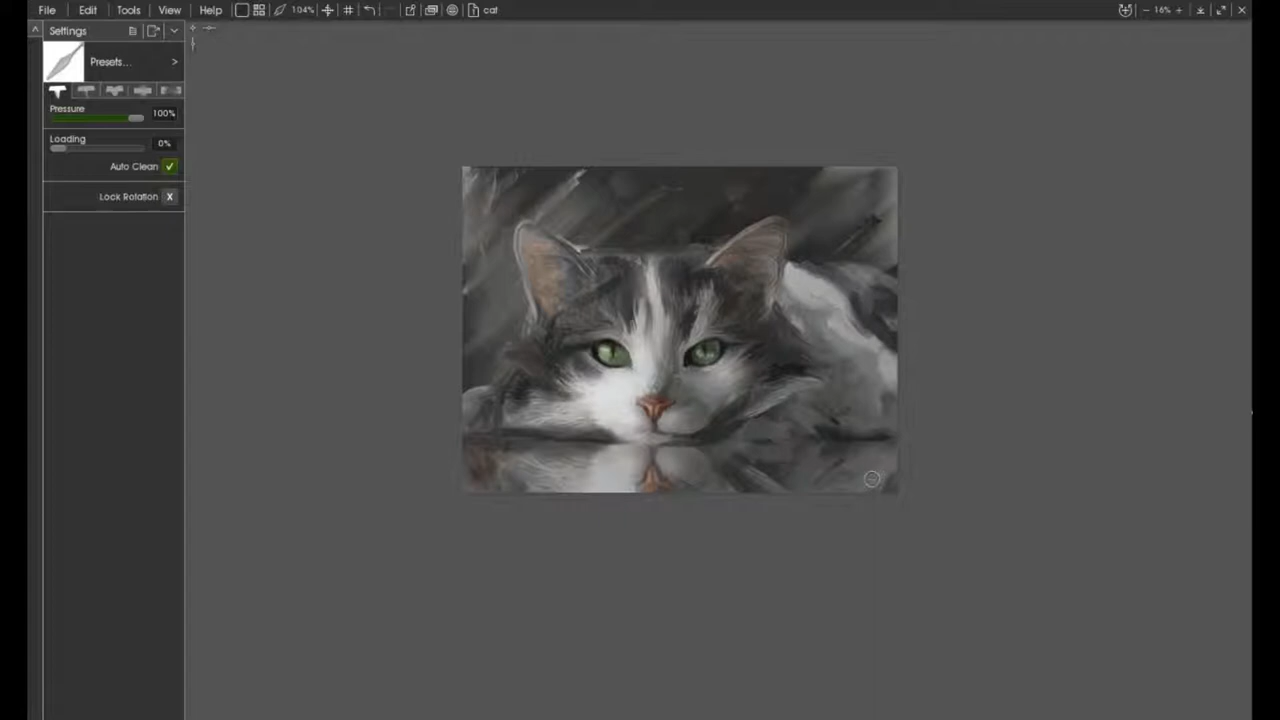 File Edit Tools View Help 104% cat 16%
Settings
Presets... >
Pressure 100%
Loading 0%
Auto Clean
Lock Rotation X